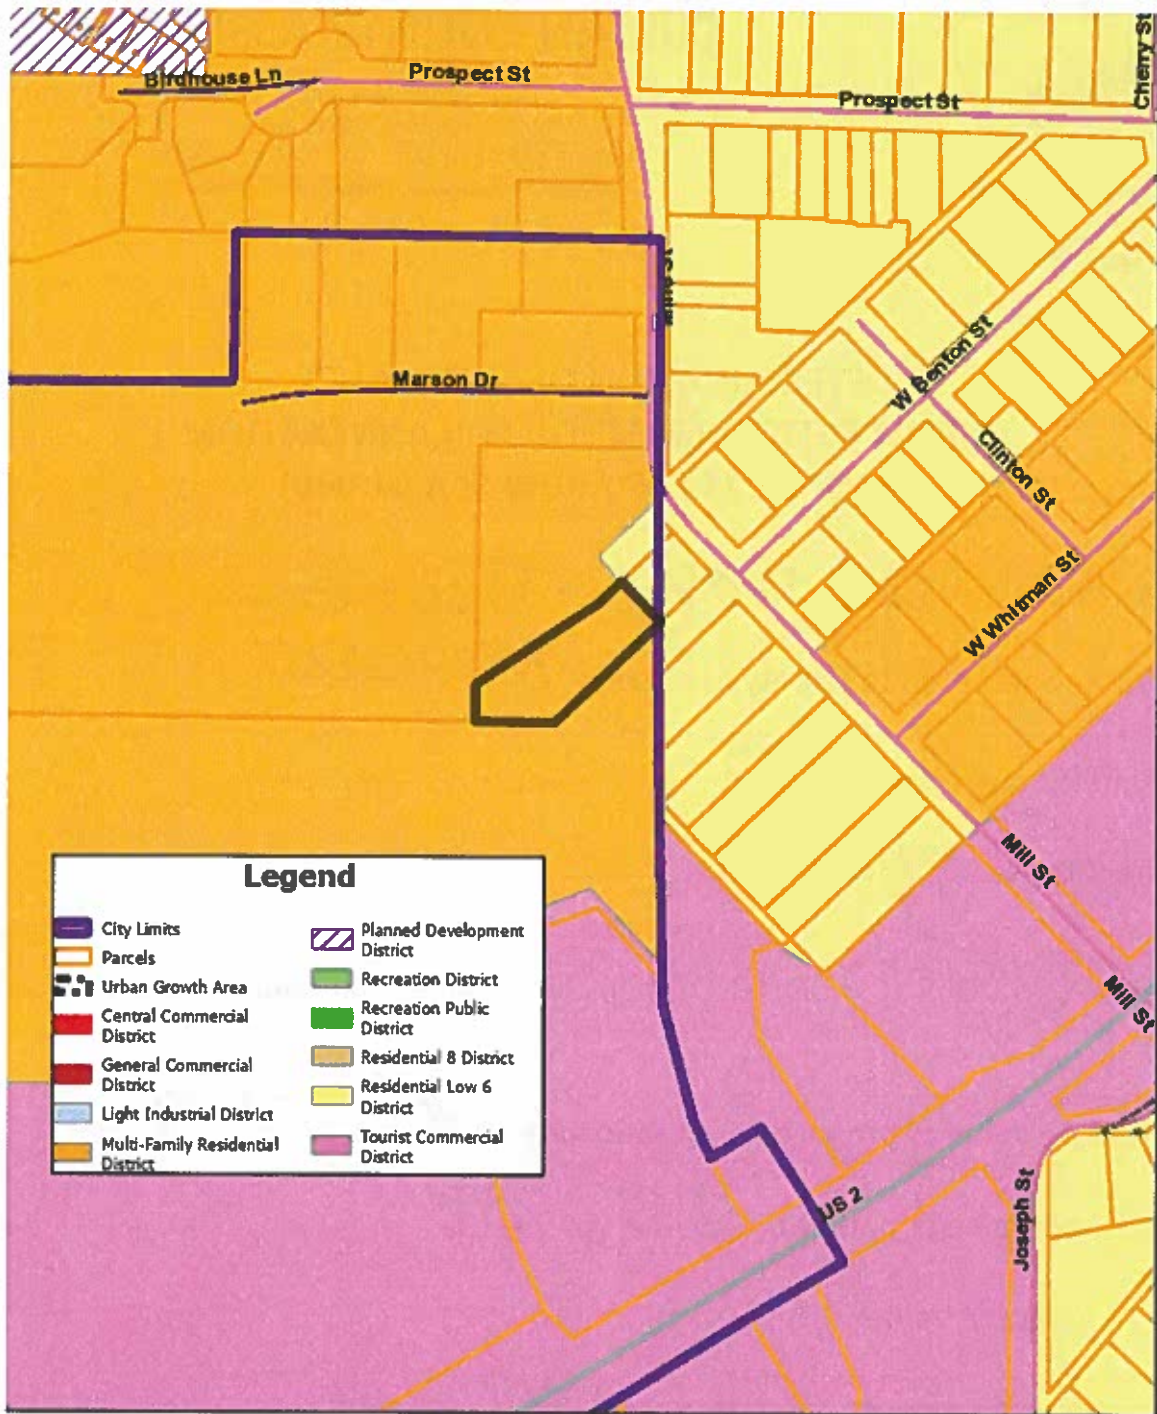 Birdhouse Ln
Prospect St
Prospect St
Cherry St
W Benton St
Marson Dr
Clinton St
W Whitman St
Mill St
Mill St
US 2
Joseph St
Legend
City Limits
Parcels
Urban Growth Area
Central Commercial
District
General Commercial
District
Light Industrial District
Multi-Family Residential
District
Planned Development
District
Recreation District
Recreation Public
District
Residential 8 District
Residential Low 6
District
Tourist Commercial
District